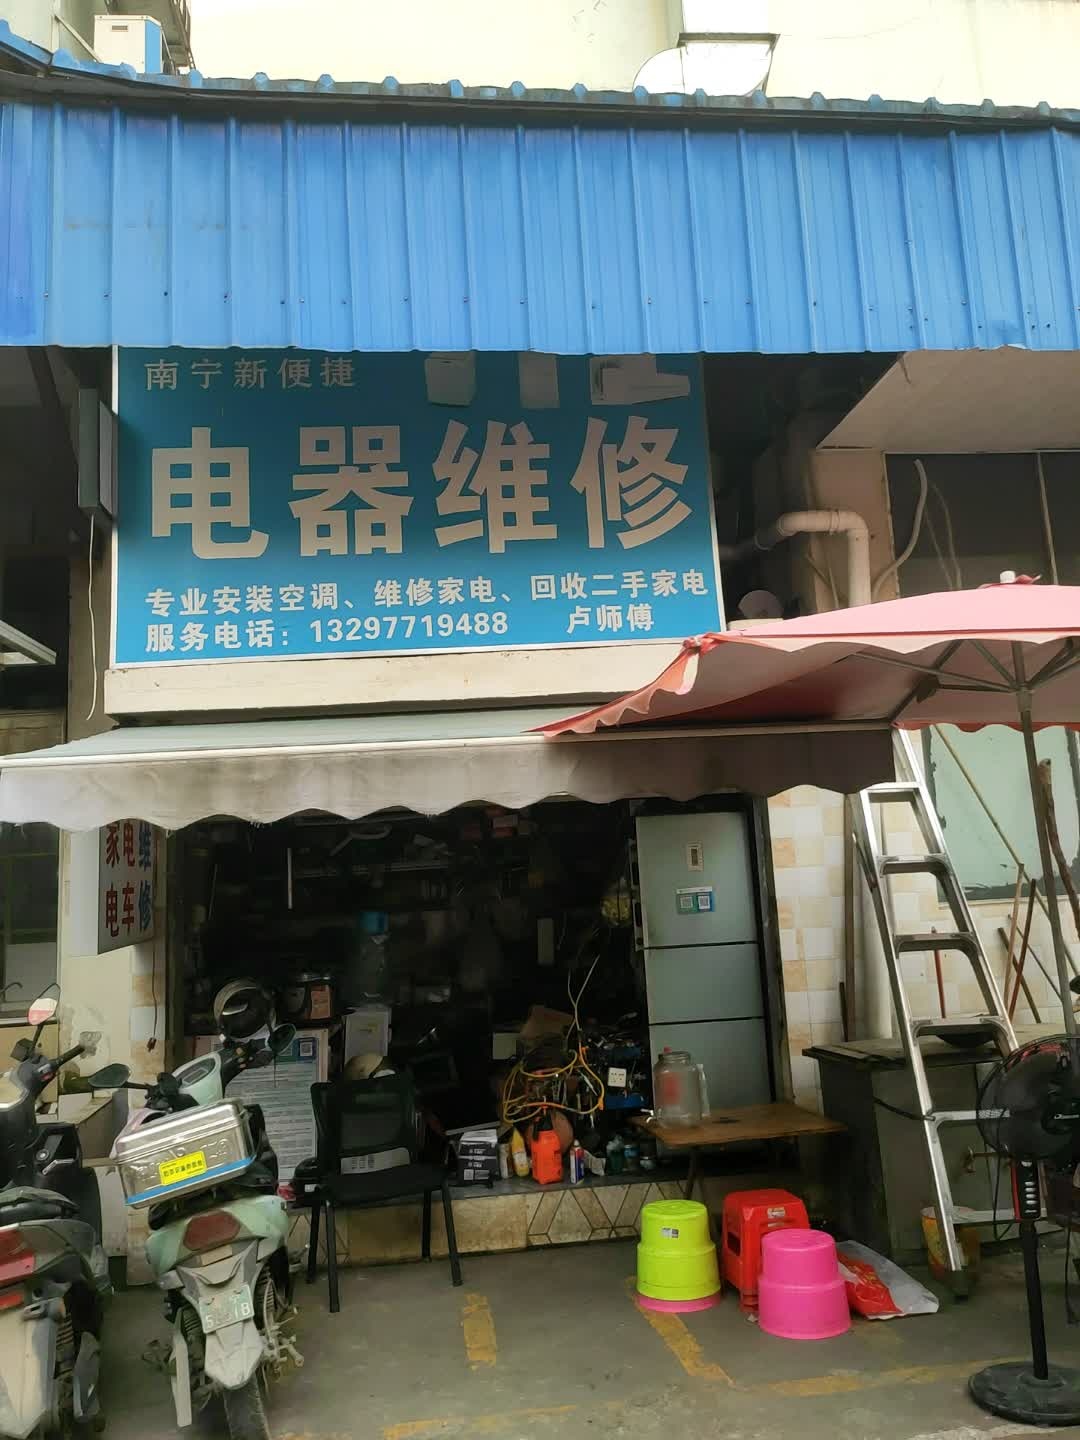 南宁新便捷
电器维修
专业安装空调、维修家电、回收二手家电
服务电话：13297719488 卢师傅
家电维
电车修